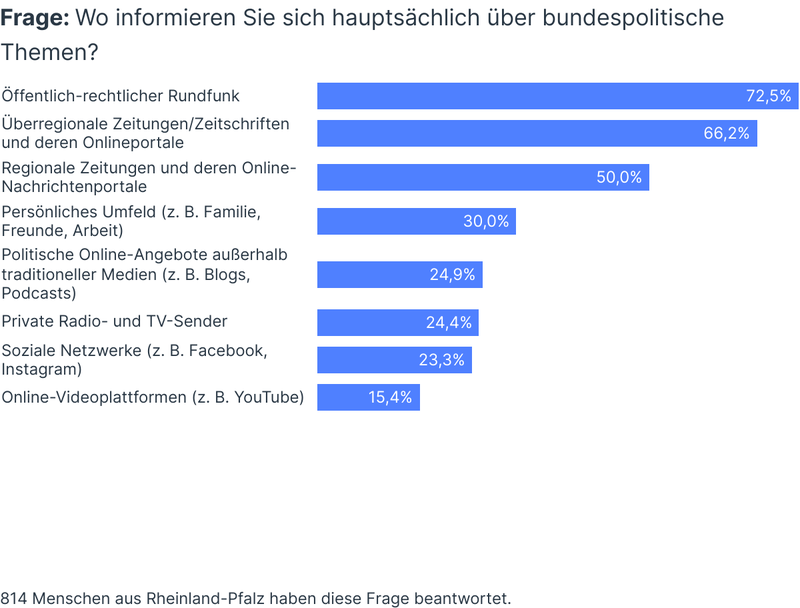 Frage: Wo informieren Sie sich hauptsächlich über bundespolitische
Themen?
Öffentlich-rechtlicher Rundfunk
72,5%
Überregionale Zeitungen/Zeitschriften
und deren Onlineportale
66,2%
Regionale Zeitungen und deren Online-
Nachrichtenportale
50,0%
Persönliches Umfeld (z. B. Familie,
Freunde, Arbeit)
30,0%
Politische Online-Angebote außerhalb
traditioneller Medien (z. B. Blogs,
Podcasts)
24,9%
Private Radio- und TV-Sender
24,4%
Soziale Netzwerke (z. B. Facebook,
Instagram)
23,3%
Online-Videoplattformen (z. B. YouTube)
15,4%
814 Menschen aus Rheinland-Pfalz haben diese Frage beantwortet.